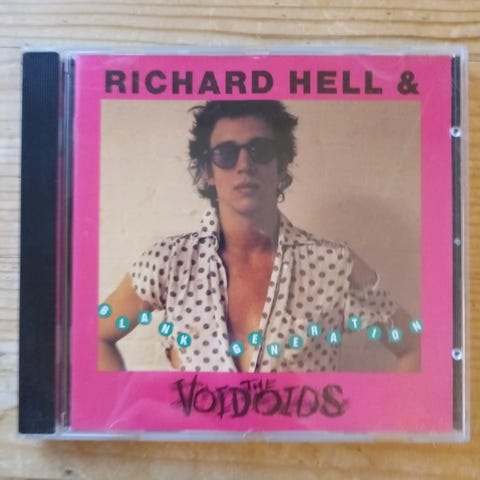 RICHARD HELL &
BLANK GENERATION
THE
VOIDOIDS